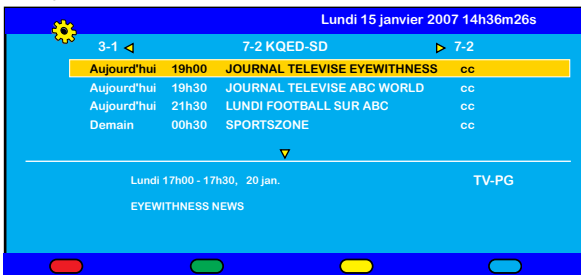 Lundi 15 janvier 2007 14h36m26s
3-1 7-2 KQED-SD 7-2
Aujourd'hui 19h00 JOURNAL TELEVISE EYEWITHNESS cc
Aujourd'hui 19h30 JOURNAL TELEVISE ABC WORLD cc
Aujourd'hui 21h30 LUNDI FOOTBALL SUR ABC cc
Demain 00h30 SPORTSZONE cc
Lundi 17h00 - 17h30, 20 jan. TV-PG
EYEWITHNESS NEWS